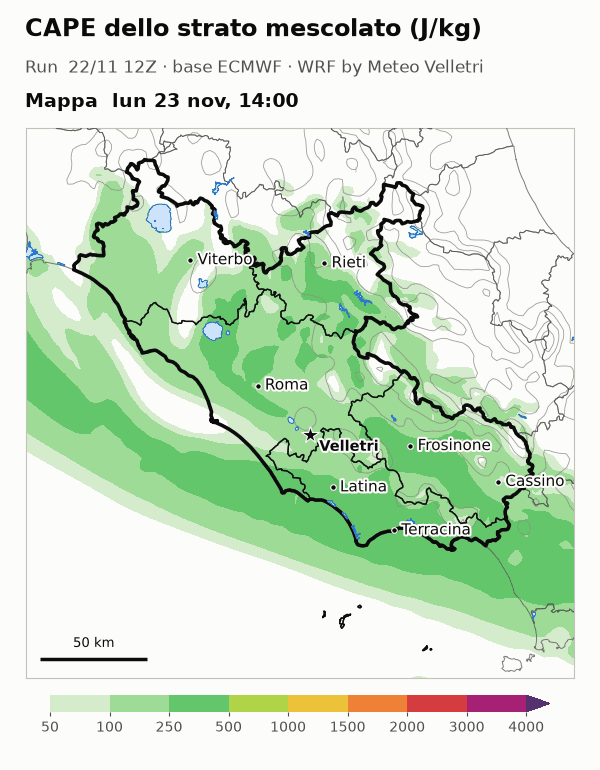 CAPE dello strato mescolato (J/kg)
Run  22/11 12Z · base ECMWF · WRF by Meteo Velletri
Mappa  lun 23 nov, 14:00
Viterbo
Rieti
Roma
Velletri
Frosinone
Latina
Cassino
Terracina
50 km
50 100 250 500 1000 1500 2000 3000 4000